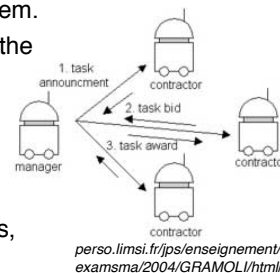 em.
the
1. task
announcment
contractor
2. task bid
3. task award
manager
contractor
contractor
s,
perso.limsi.fr/jps/enseignement/
examsma/2004/GRAMOLI/html/